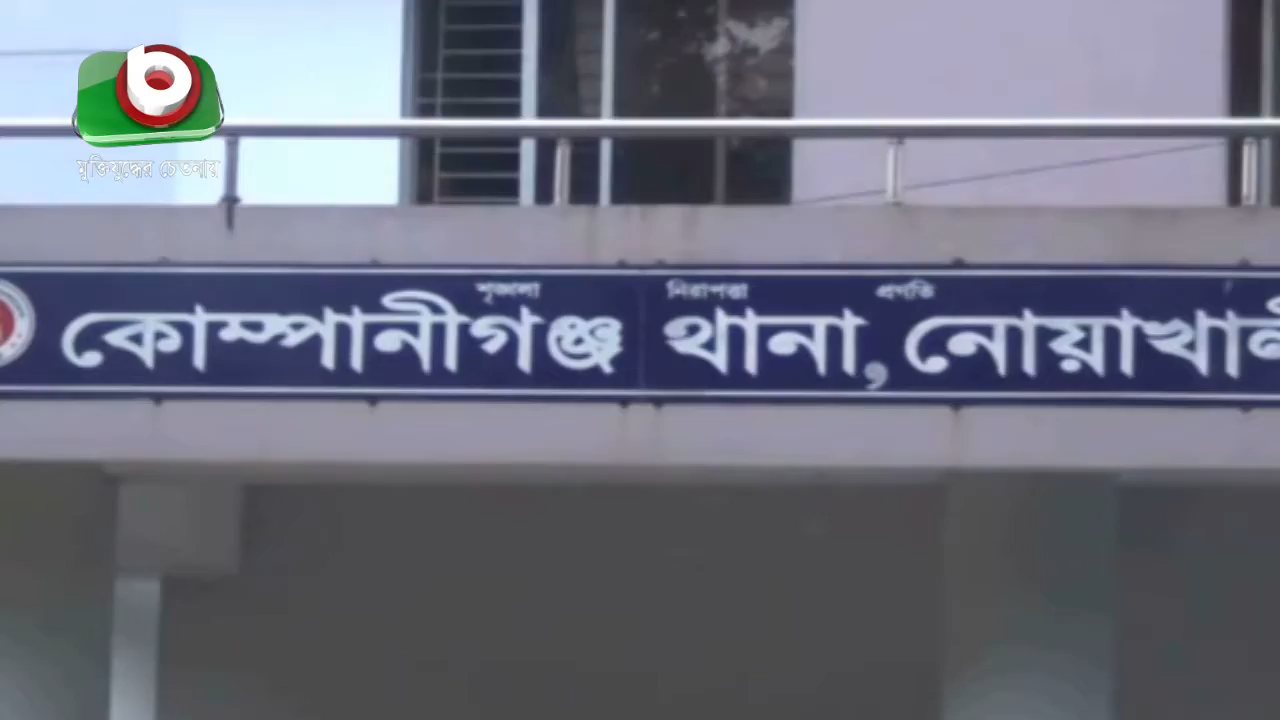 মুক্তিযুদ্ধের চেতনায়
শৃঙ্খলা নিরাপত্তা প্রগতি
কোম্পানীগঞ্জ থানা, নোয়াখালী